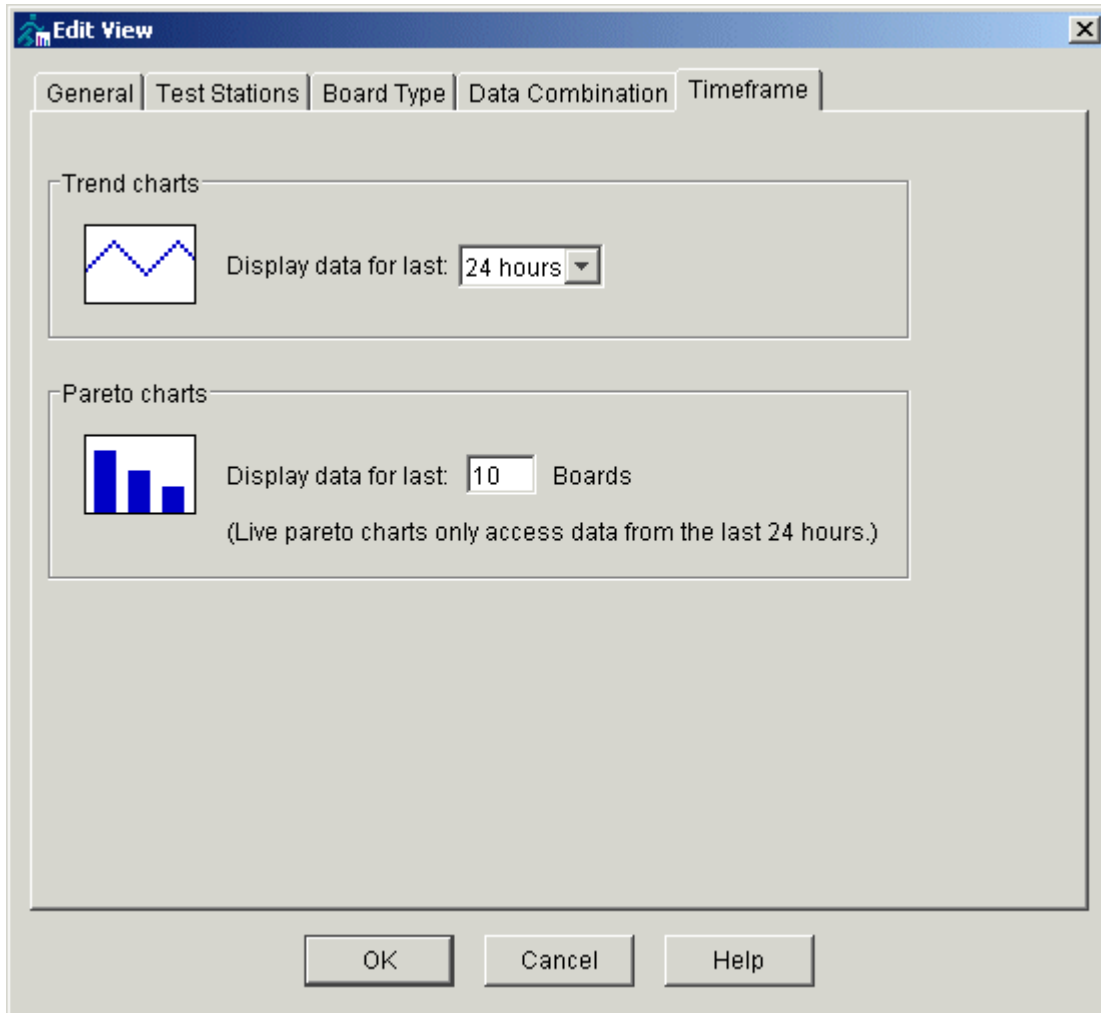 Edit View
General Test Stations Board Type Data Combination Timeframe
Trend charts
Display data for last: 24 hours
Pareto charts
Display data for last: 10 Boards
(Live pareto charts only access data from the last 24 hours.)
OK Cancel Help